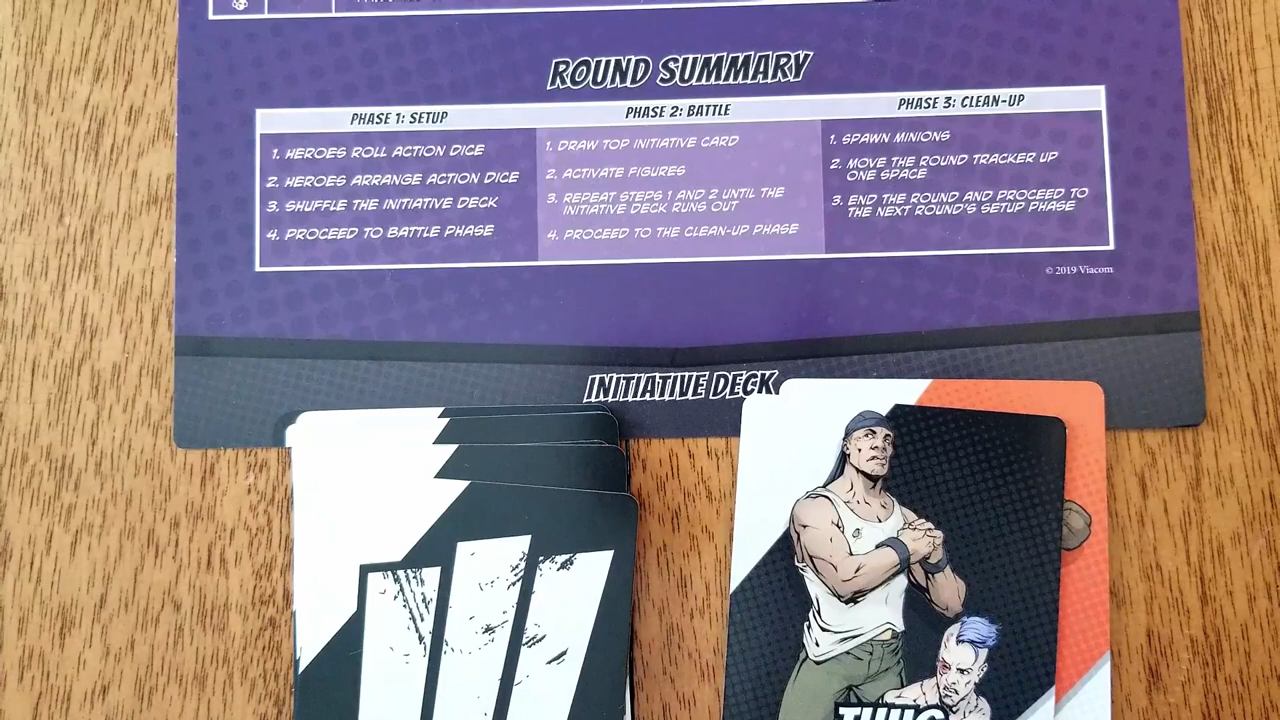 ROUND SUMMARY
PHASE 1: SETUP
1. HEROES ROLL ACTION DICE
2. HEROES ARRANGE ACTION DICE
3. SHUFFLE THE INITIATIVE DECK
4. PROCEED TO BATTLE PHASE
PHASE 2: BATTLE
1. DRAW TOP INITIATIVE CARD
2. ACTIVATE FIGURES
3. REPEAT STEPS 1 AND 2 UNTIL THE
INITIATIVE DECK RUNS OUT
4. PROCEED TO THE CLEAN-UP PHASE
PHASE 3: CLEAN-UP
1. SPAWN MINIONS
2. MOVE THE ROUND TRACKER UP
ONE SPACE
3. END THE ROUND AND PROCEED TO
THE NEXT ROUND'S SETUP PHASE
© 2019 Viacom
INITIATIVE DECK
THUG